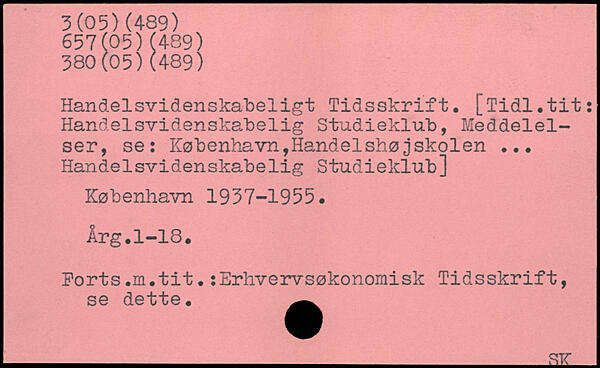 3(05)(489)
657(05)(489)
380(05)(489)
Handelsvidenskabeligt Tidsskrift. [Tidl.tit:
Handelsvidenskabelig Studieklub, Meddelel-
ser, se: København,Handelshøjskolen ...
Handelsvidenskabelig Studieklub]
København 1937-1955.
Årg.1-18.
Forts.m.tit.:Erhvervsøkonomisk Tidsskrift,
se dette.
SK